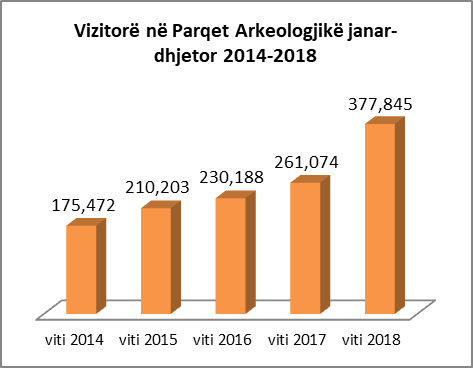 Vizitorë në Parqet Arkeologjikë janar-
dhjetor 2014-2018
377,845
261,074
230,188
210,203
175,472
viti 2014 viti 2015 viti 2016 viti 2017 viti 2018